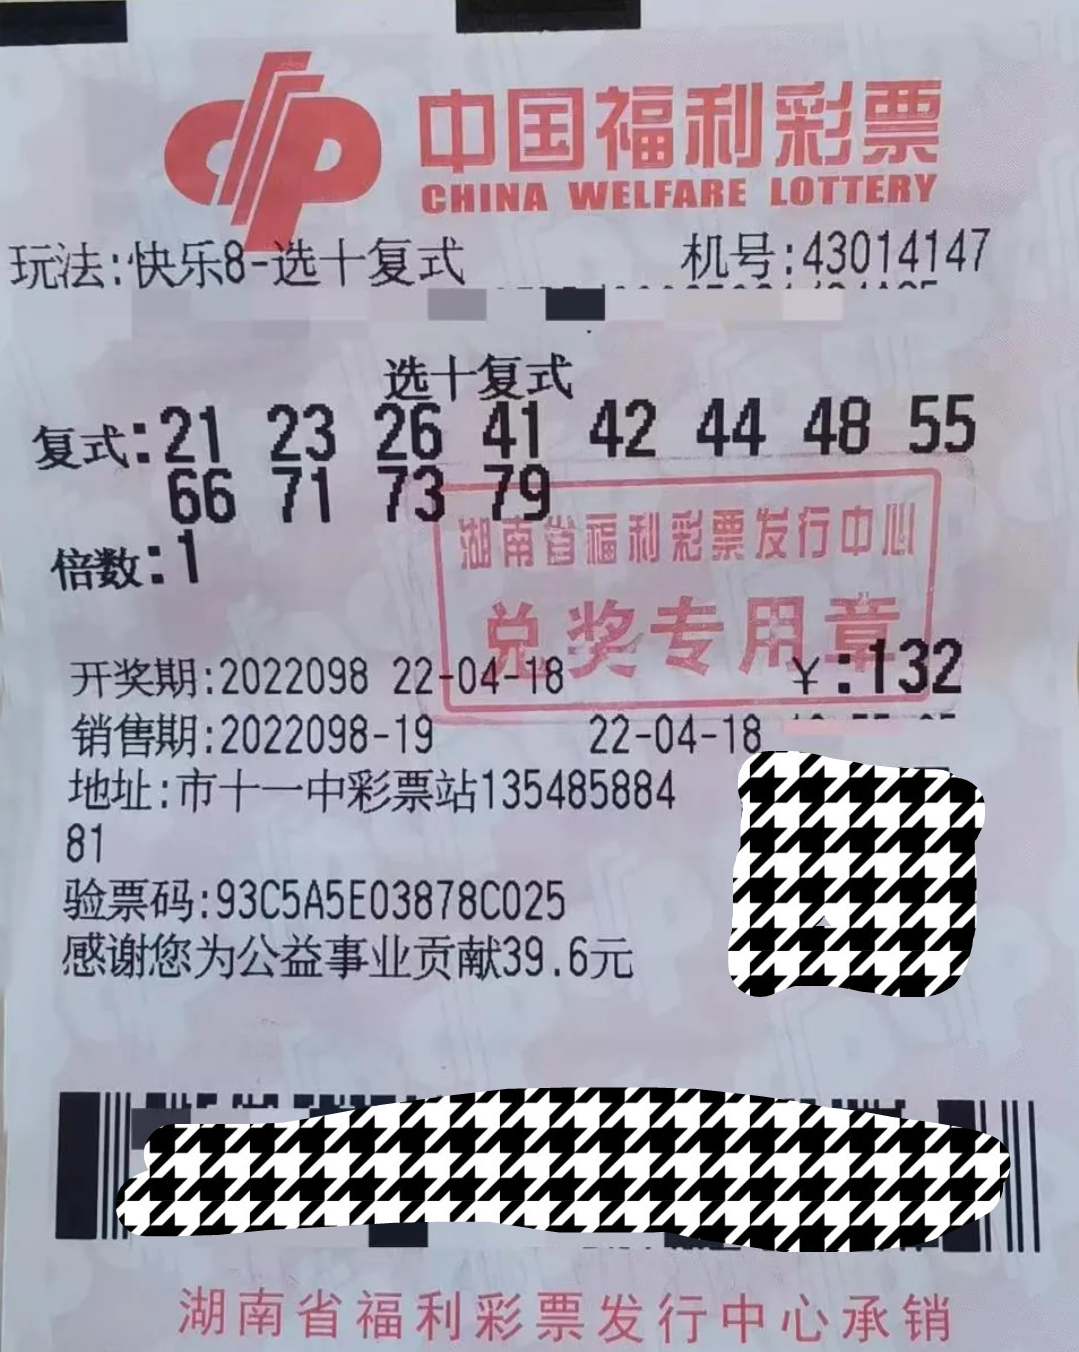 中国福利彩票
CHINA WELFARE LOTTERY
玩法:快乐8-选十复式 机号:43014147
选十复式
复式:21 23 26 41 42 44 48 55
66 71 73 79
湖南省福利彩票发行中心
倍数:1
兑奖专用章
开奖期:2022098 22-04-18 ¥:132
销售期:2022098-19 22-04-18
地址:市十一中彩票站135485884
81
验票码:93C5A5E03878C025
感谢您为公益事业贡献39.6元
湖南省福利彩票发行中心承销